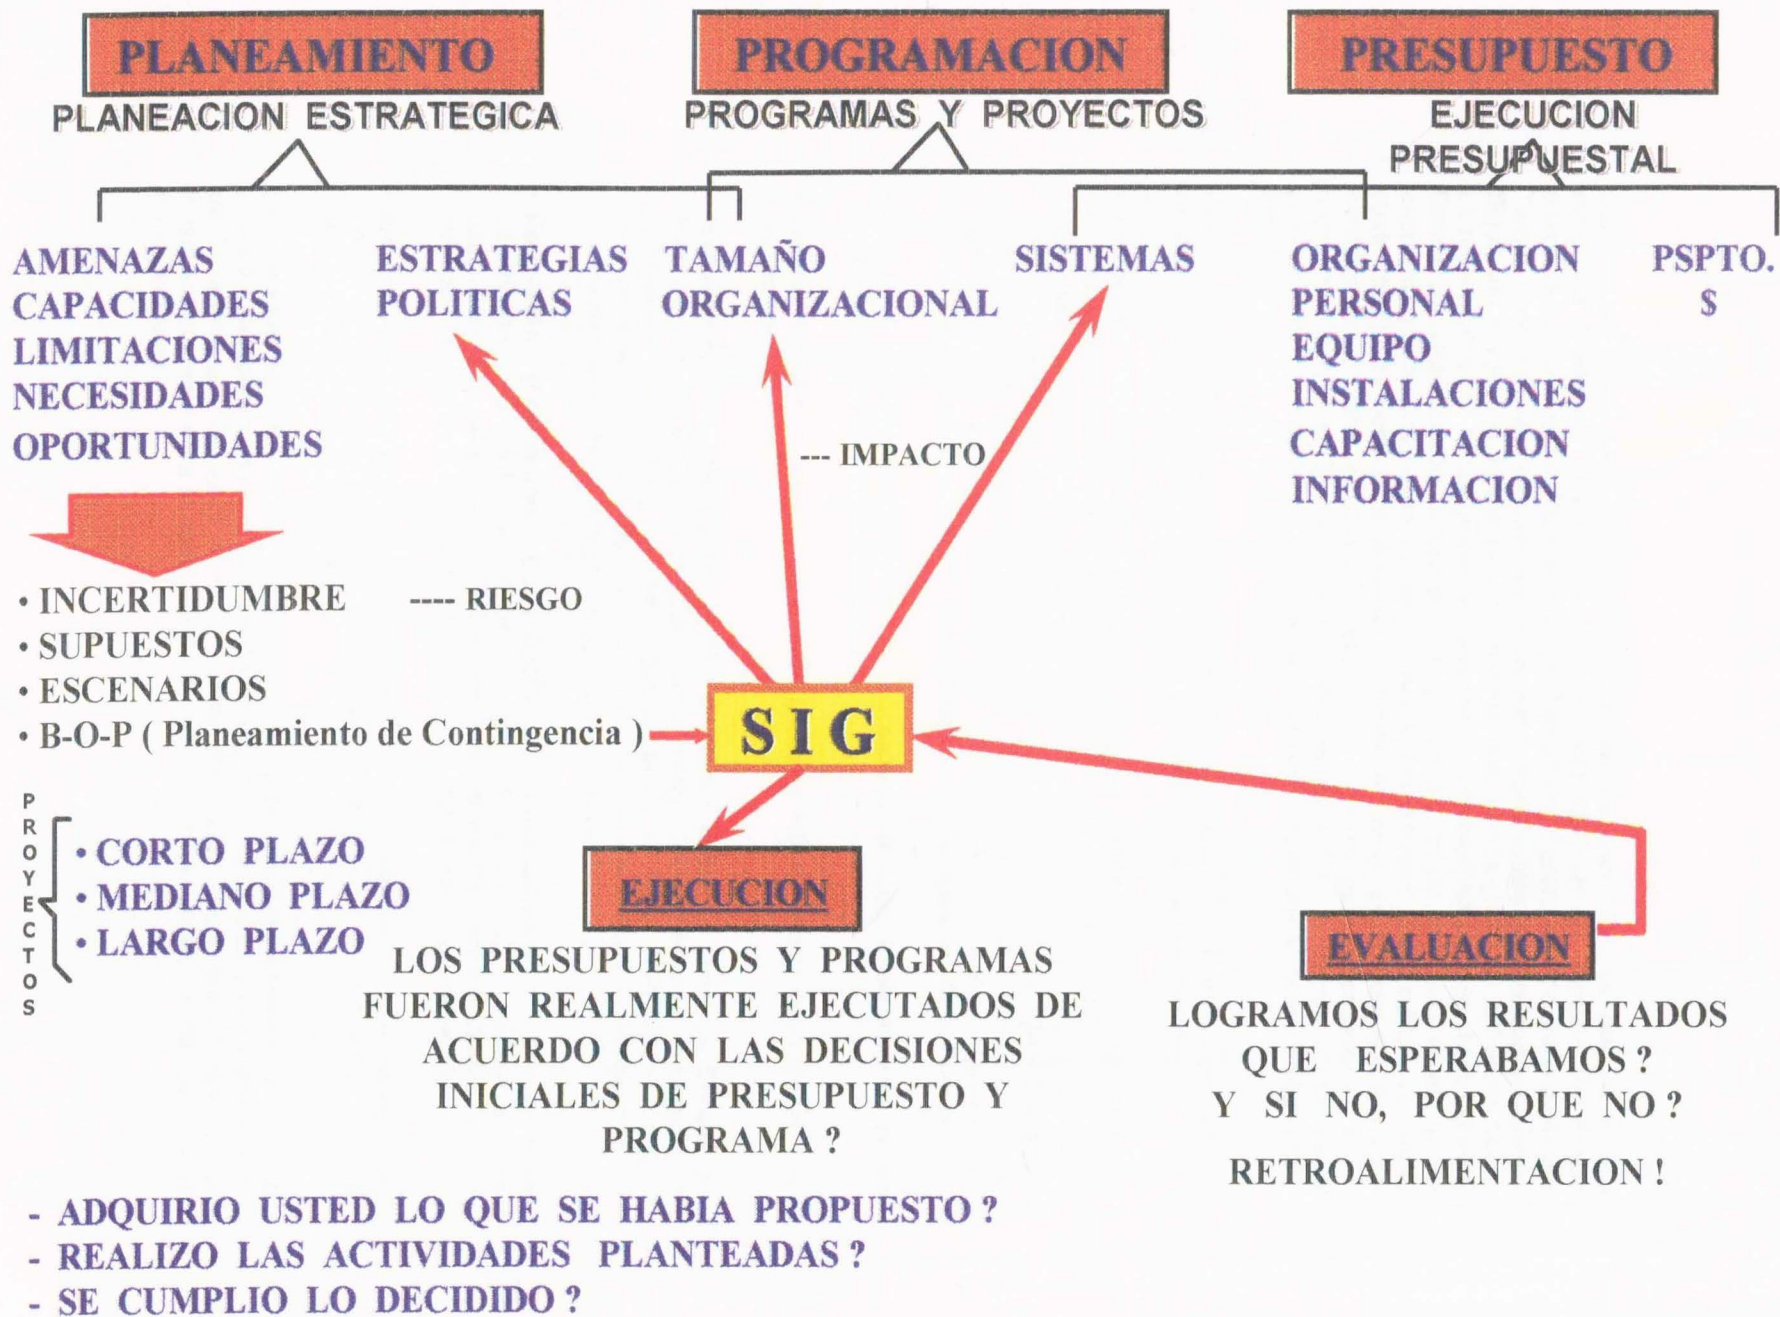 PLANEAMIENTO
PLANEACION ESTRATEGICA
PROGRAMACION
PROGRAMAS Y PROYECTOS
PRESUPUESTO
EJECUCION
PRESUPUESTAL
AMENAZAS
CAPACIDADES
LIMITACIONES
NECESIDADES
OPORTUNIDADES
ESTRATEGIAS
POLITICAS
TAMAÑO
ORGANIZACIONAL
SISTEMAS
ORGANIZACION
PERSONAL
EQUIPO
INSTALACIONES
CAPACITACION
INFORMACION
PSPTO.
$
--- IMPACTO
• INCERTIDUMBRE ---- RIESGO
• SUPUESTOS
• ESCENARIOS
• B-O-P ( Planeamiento de Contingencia )
SIG
PROYECTOS
• CORTO PLAZO
• MEDIANO PLAZO
• LARGO PLAZO
EJECUCION
LOS PRESUPUESTOS Y PROGRAMAS
FUERON REALMENTE EJECUTADOS DE
ACUERDO CON LAS DECISIONES
INICIALES DE PRESUPUESTO Y
PROGRAMA ?
EVALUACION
LOGRAMOS LOS RESULTADOS
QUE ESPERABAMOS ?
Y SI NO, POR QUE NO ?
RETROALIMENTACION !
- ADQUIRIO USTED LO QUE SE HABIA PROPUESTO ?
- REALIZO LAS ACTIVIDADES PLANTEADAS ?
- SE CUMPLIO LO DECIDIDO ?